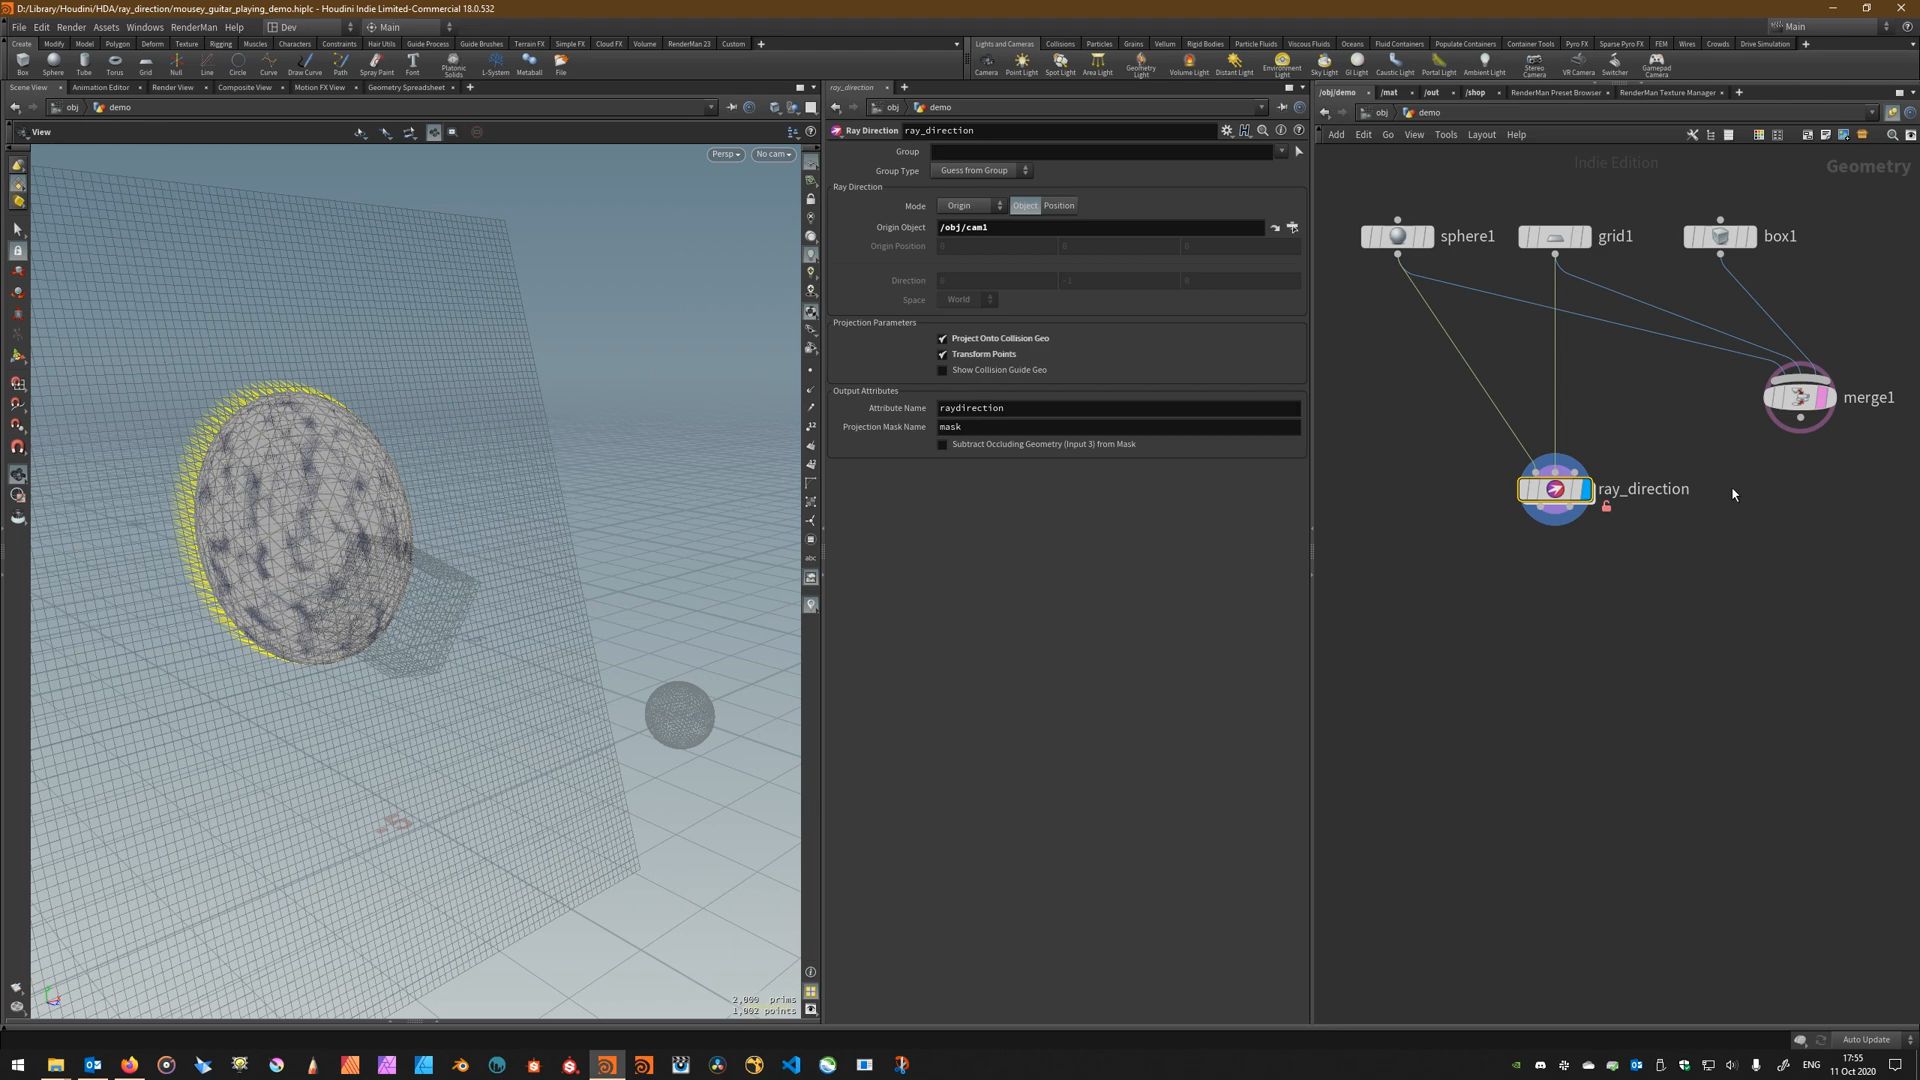 D:/Library/Houdini/HDA/ray_direction/mousey_guitar_playing_demo.hiplc - Houdini Indie Limited-Commercial 18.0.532
File Edit Render Assets Windows RenderMan Help Dev Main Main
Create Modify Model Polygon Deform Texture Rigging Muscles Characters Constraints Hair Utils Guide Process Guide Brushes Terrain FX Simple FX Cloud FX Volume RenderMan 23 Custom
Lights and Cameras Collisions Particles Grains Vellum Rigid Bodies Particle Fluids Viscous Fluids Oceans Fluid Containers Populate Containers Container Tools Pyro FX Sparse Pyro FX FEM Wires Crowds Drive Simulation
Box Sphere Tube Torus Grid Null Line Circle Curve Draw Curve Path Spray Paint Font Platonic Solids L-System Metaball File
Camera Point Light Spot Light Area Light Geometry Light Volume Light Distant Light Environment Light Sky Light GI Light Caustic Light Portal Light Ambient Light Stereo Camera VR Camera Switcher Gamepad Camera
Scene View Animation Editor Render View Composite View Motion FX View Geometry Spreadsheet
obj demo
View
Persp No cam
abc
2,000 prims
1,002 points
ray_direction
obj demo
Ray Direction ray_direction
Group
Group Type Guess from Group
Ray Direction
Mode Origin Object Position
Origin Object /obj/cam1
Origin Position 0 0 0
Direction 0 -1 0
Space World
Projection Parameters
Project Onto Collision Geo
Transform Points
Show Collision Guide Geo
Output Attributes
Attribute Name raydirection
Projection Mask Name mask
Subtract Occluding Geometry (Input 3) from Mask
/obj/demo /mat /out /shop RenderMan Preset Browser RenderMan Texture Manager
obj demo
Add Edit Go View Tools Layout Help
Indie Edition Geometry
sphere1 grid1 box1
merge1
ray_direction
Auto Update
ENG
17:55
11 Oct 2020